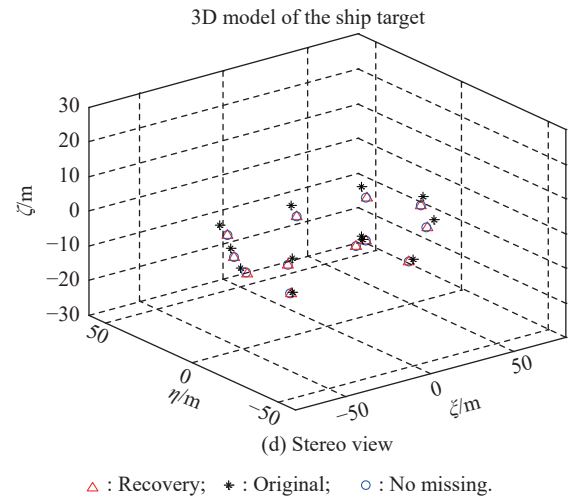 3D model of the ship target
30
20
10
0
−10
−20
−30
ζ/m
50
0
−50
η/m
−50
0
50
ξ/m
(d) Stereo view
△ : Recovery; * : Original; ○ : No missing.